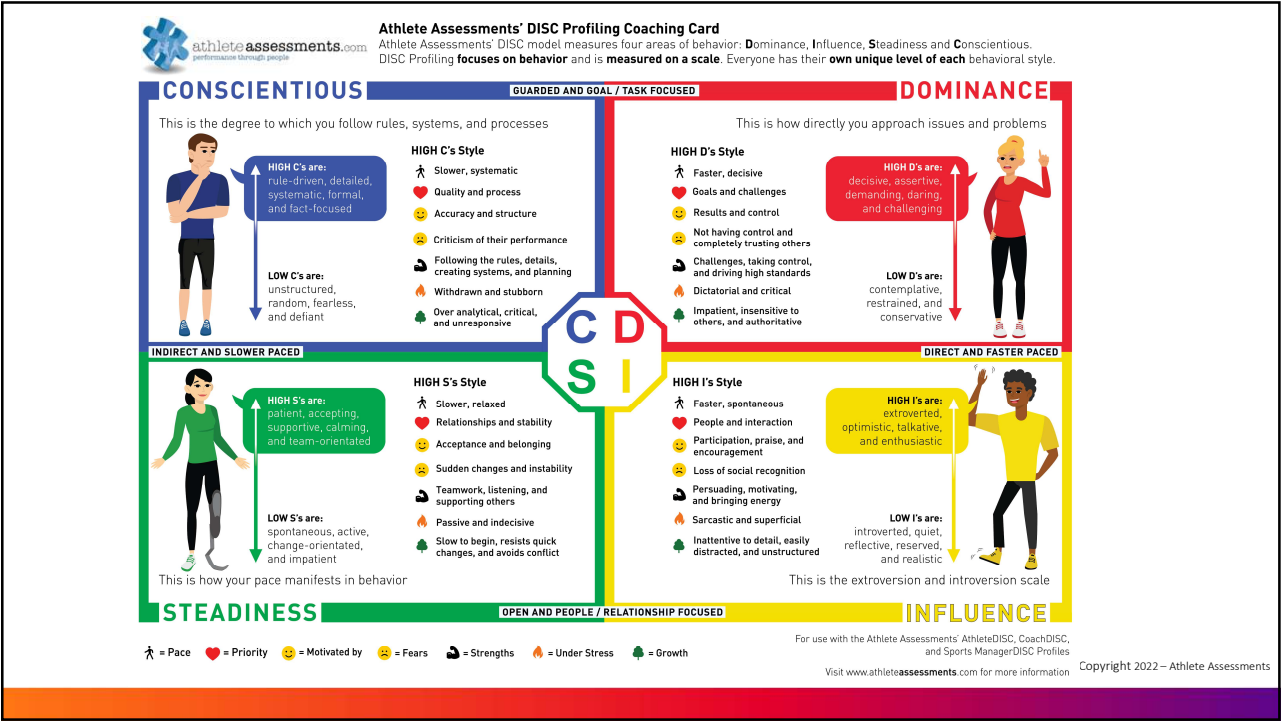 athleteassessments.com
performance through people
Athlete Assessments' DISC Profiling Coaching Card
Athlete Assessments' DISC model measures four areas of behavior: Dominance, Influence, Steadiness and Conscientious.
DISC Profiling focuses on behavior and is measured on a scale. Everyone has their own unique level of each behavioral style.
CONSCIENTIOUS
GUARDED AND GOAL / TASK FOCUSED
DOMINANCE
This is the degree to which you follow rules, systems, and processes
HIGH C's are:
rule-driven, detailed,
systematic, formal,
and fact-focused
LOW C's are:
unstructured,
random, fearless,
and defiant
HIGH C's Style
Slower, systematic
Quality and process
Accuracy and structure
Criticism of their performance
Following the rules, details,
creating systems, and planning
Withdrawn and stubborn
Over analytical, critical,
and unresponsive
This is how directly you approach issues and problems
HIGH D's Style
Faster, decisive
Goals and challenges
Results and control
Not having control and
completely trusting others
Challenges, taking control,
and driving high standards
Dictatorial and critical
Impatient, insensitive to
others, and authoritative
HIGH D's are:
decisive, assertive,
demanding, daring,
and challenging
LOW D's are:
contemplative,
restrained, and
conservative
INDIRECT AND SLOWER PACED
C D
S I
DIRECT AND FASTER PACED
HIGH S's are:
patient, accepting,
supportive, calming,
and team-orientated
LOW S's are:
spontaneous, active,
change-orientated,
and impatient
HIGH S's Style
Slower, relaxed
Relationships and stability
Acceptance and belonging
Sudden changes and instability
Teamwork, listening, and
supporting others
Passive and indecisive
Slow to begin, resists quick
changes, and avoids conflict
This is how your pace manifests in behavior
HIGH I's Style
Faster, spontaneous
People and interaction
Participation, praise, and
encouragement
Loss of social recognition
Persuading, motivating,
and bringing energy
Sarcastic and superficial
Inattentive to detail, easily
distracted, and unstructured
HIGH I's are:
extroverted,
optimistic, talkative,
and enthusiastic
LOW I's are:
introverted, quiet,
reflective, reserved,
and realistic
This is the extroversion and introversion scale
STEADINESS
OPEN AND PEOPLE / RELATIONSHIP FOCUSED
INFLUENCE
= Pace = Priority = Motivated by = Fears = Strengths = Under Stress = Growth
For use with the Athlete Assessments' AthleteDISC, CoachDISC,
and Sports ManagerDISC Profiles
Visit www.athleteassessments.com for more information
Copyright 2022 – Athlete Assessments